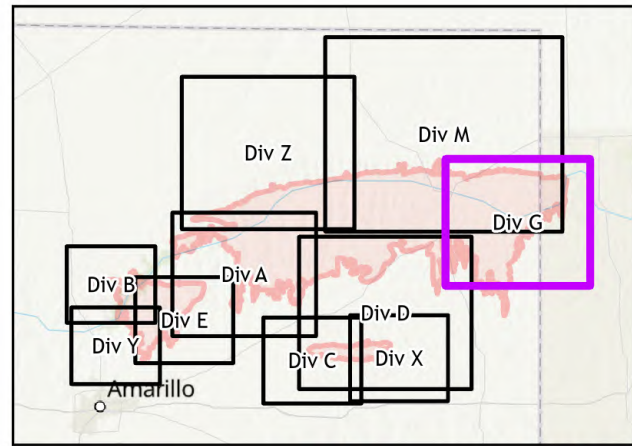 Div M
Div Z
Div G
Div A
Div B
Div D
Div E
Div Y
Div C
Div X
Amarillo